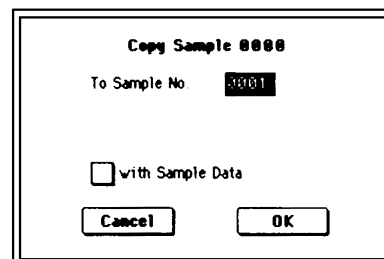 Copy Sample 0000
To Sample No. 0001
with Sample Data
Cancel OK